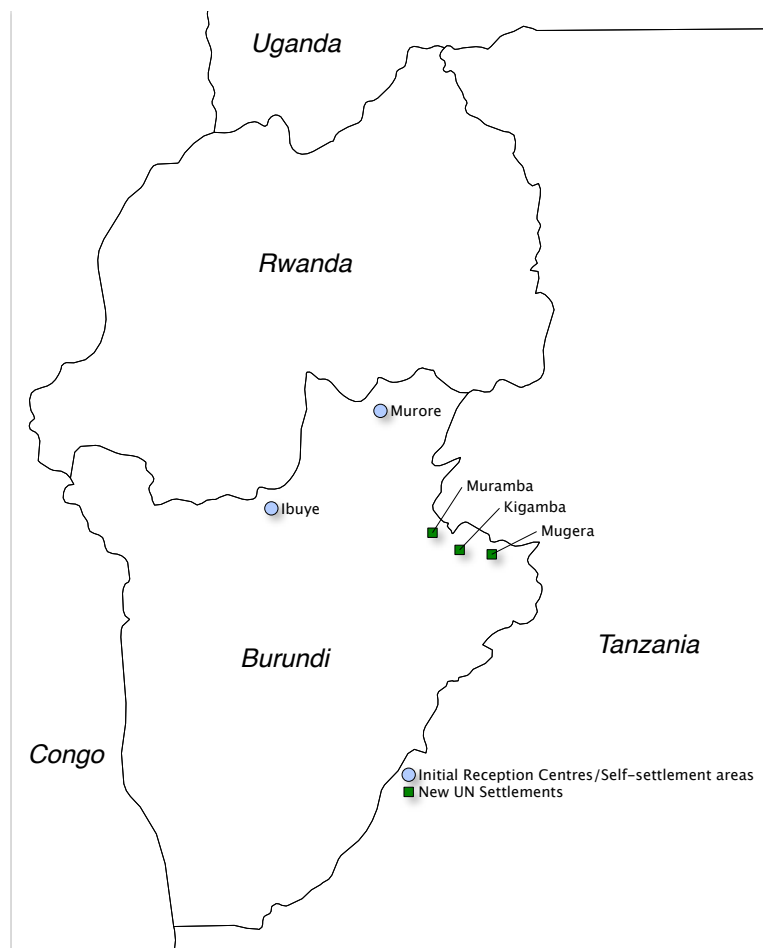 Uganda
Rwanda
Murore
Muramba
Kigamba
Ibuye
Mugera
Tanzania
Burundi
Congo
Initial Reception Centres/Self-settlement areas
New UN Settlements